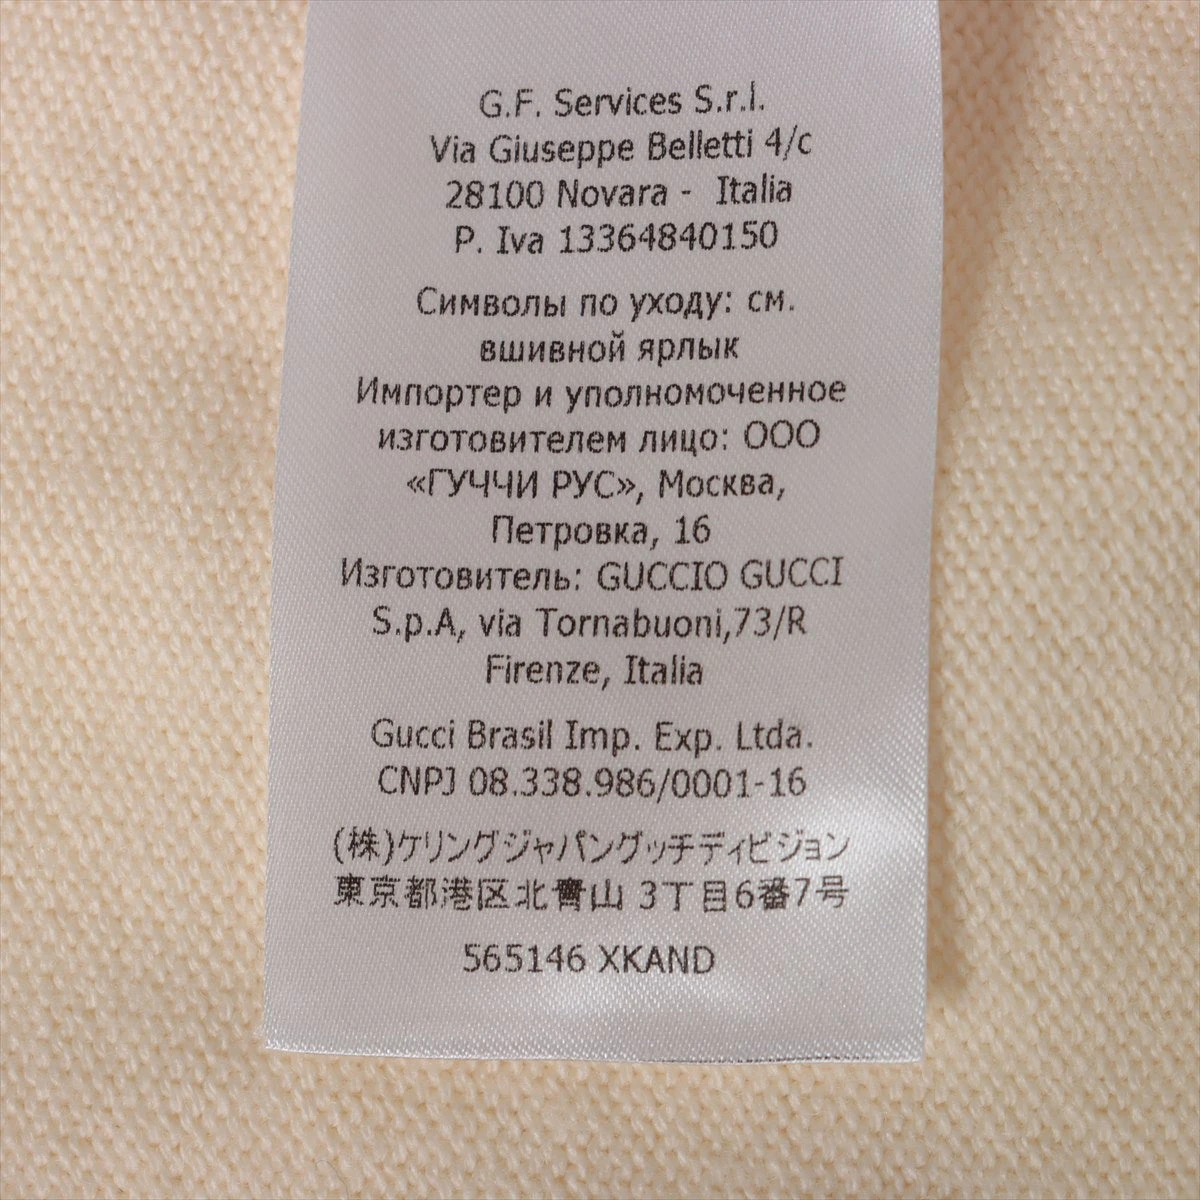 G.F. Services S.r.l.
Via Giuseppe Belletti 4/c
28100 Novara - Italia
P. Iva 13364840150
Символы по уходу: см.
вшивной ярлык
Импортер и уполномоченное
изготовителем лицо: ООО
«ГУЧЧИ РУС», Москва,
Петровка, 16
Изготовитель: GUCCIO GUCCI
S.p.A, via Tornabuoni,73/R
Firenze, Italia
Gucci Brasil Imp. Exp. Ltda.
CNPJ 08.338.986/0001-16
(株)ケリングジャパングッチディビジョン
東京都港区北青山 3丁目6番7号
565146 XKAND